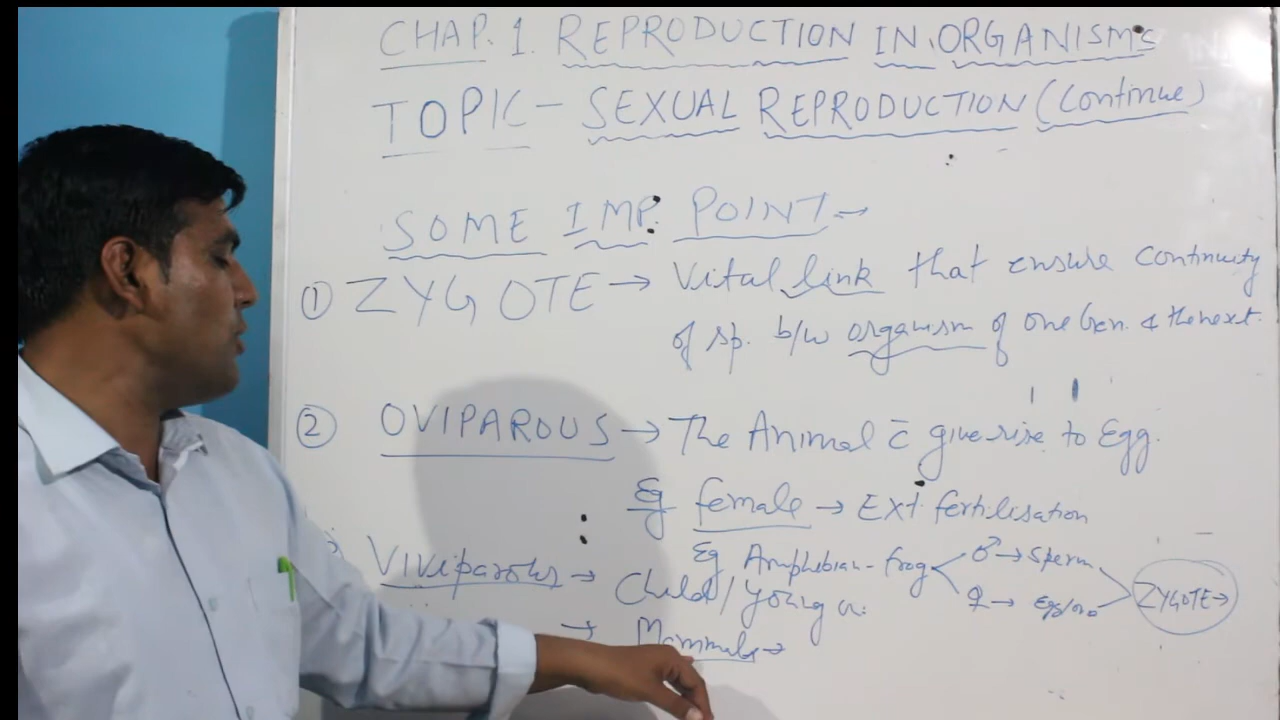 CHAP. 1. REPRODUCTION IN ORGANISMS
TOPIC - SEXUAL REPRODUCTION (Continue)
SOME IMP. POINT →
① ZYGOTE → Vital link that ensure continuity
of sp. b/w organism of one Gen. & the next.
② OVIPAROUS → The Animal c̄ give rise to Egg.
Eg female → Ext. fertilisation
Eg Amphebian - frog ♂ → Sperm
♀ → Egg/ova
ZYGOTE →
Viviparous → Child / young
→ Mammals →